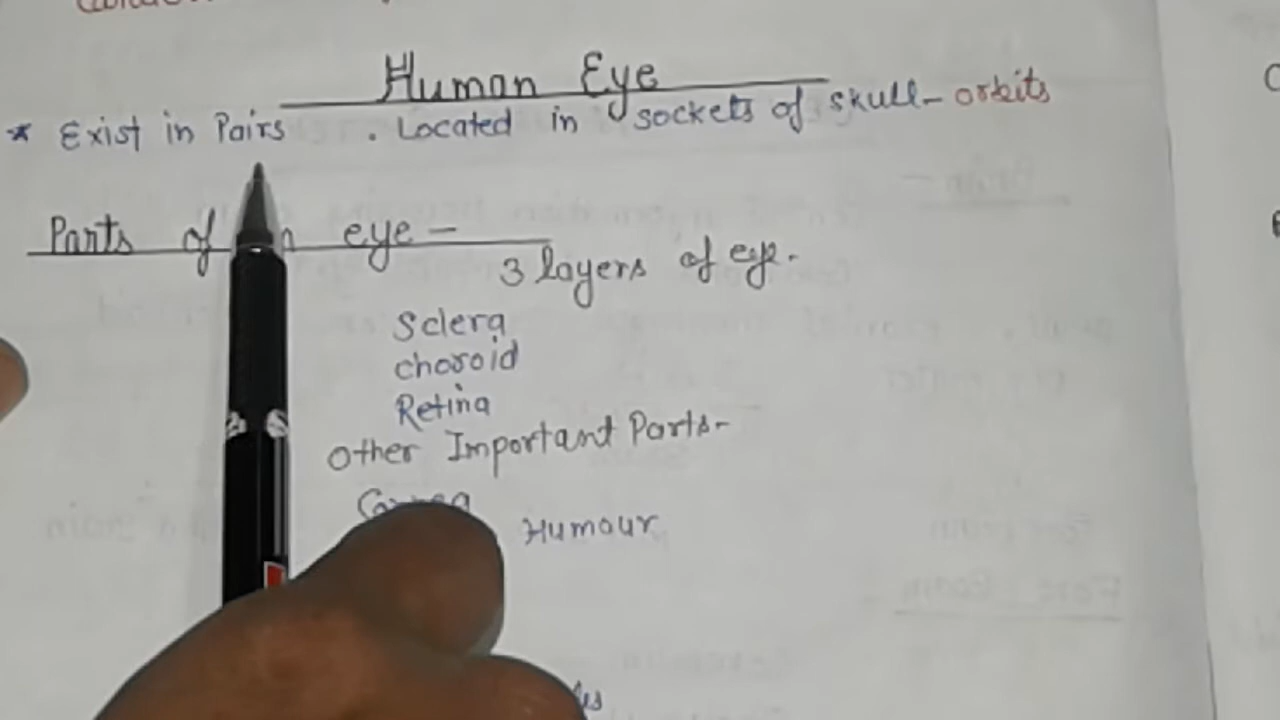 Human Eye
* Exist in Pairs . Located in sockets of skull- orbits
Parts of eye -
3 layers of eye.
Sclera
choroid
Retina
Other Important Parts-
Humour